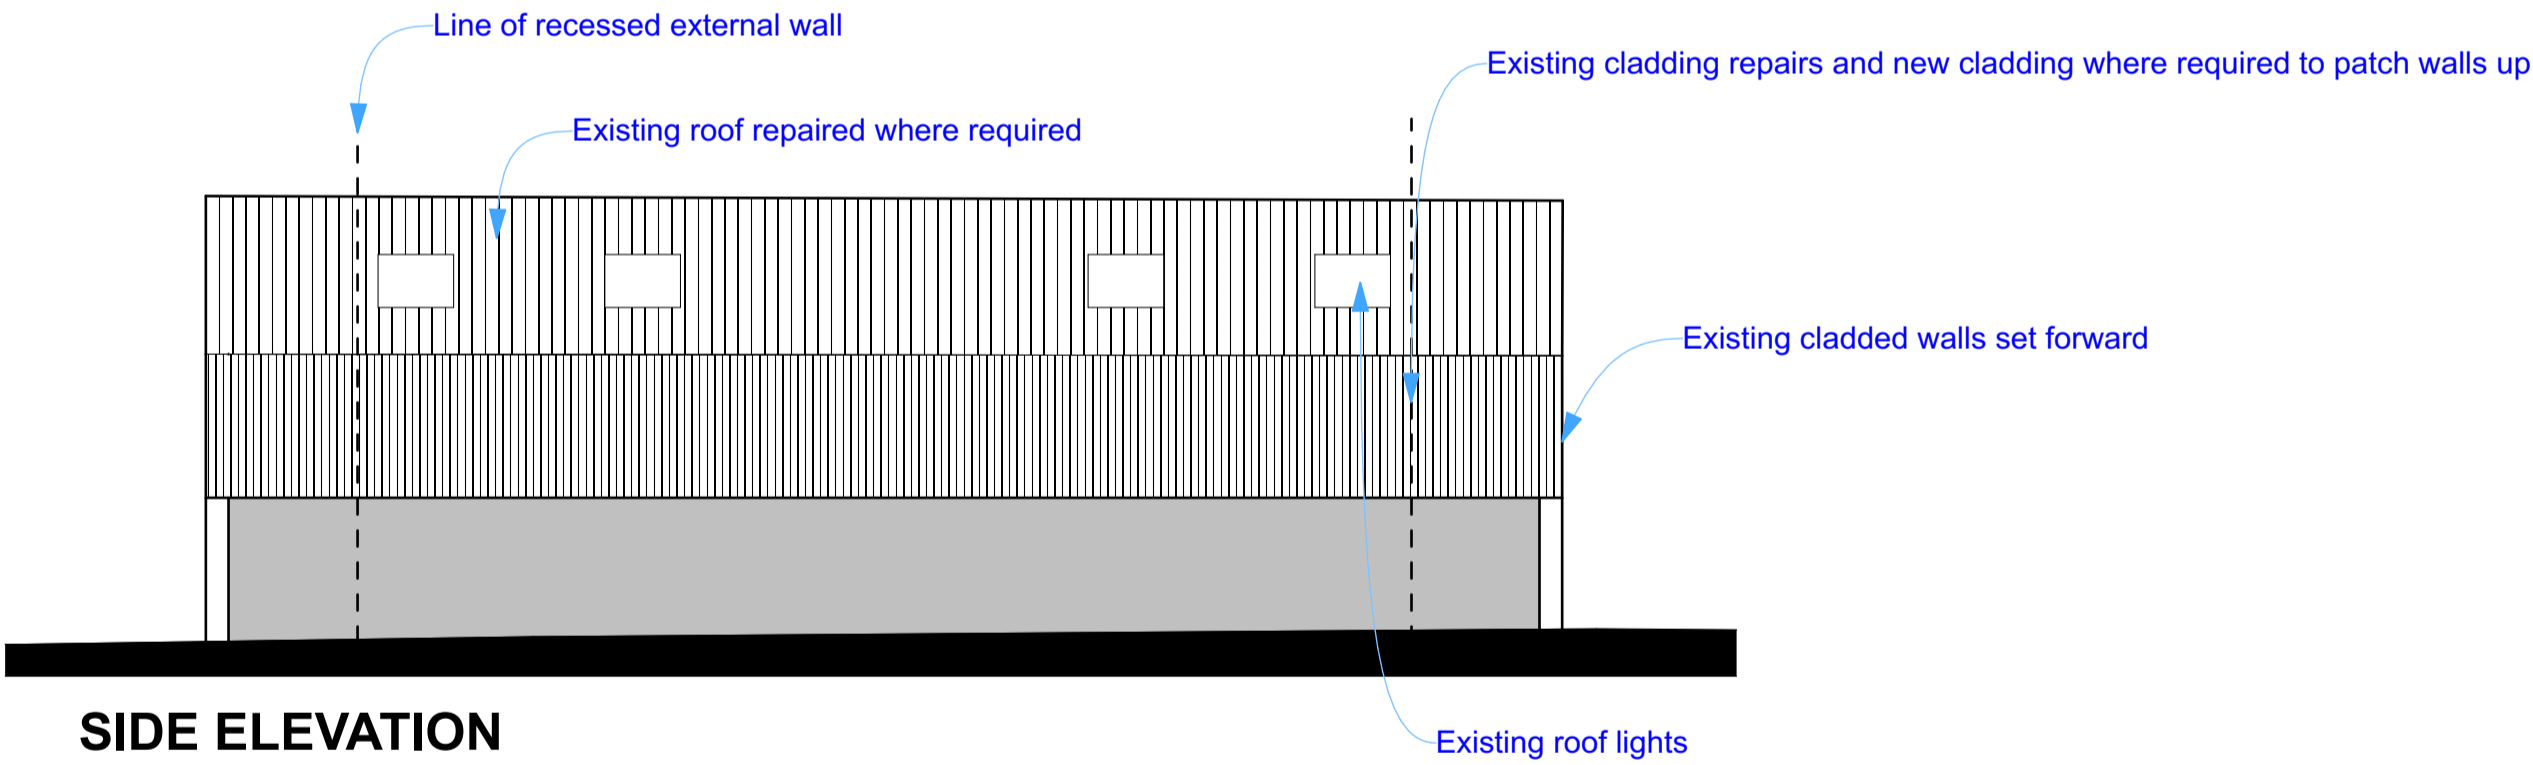 Line of recessed external wall
Existing cladding repairs and new cladding where required to patch walls up
Existing roof repaired where required
Existing cladded walls set forward
SIDE ELEVATION
Existing roof lights